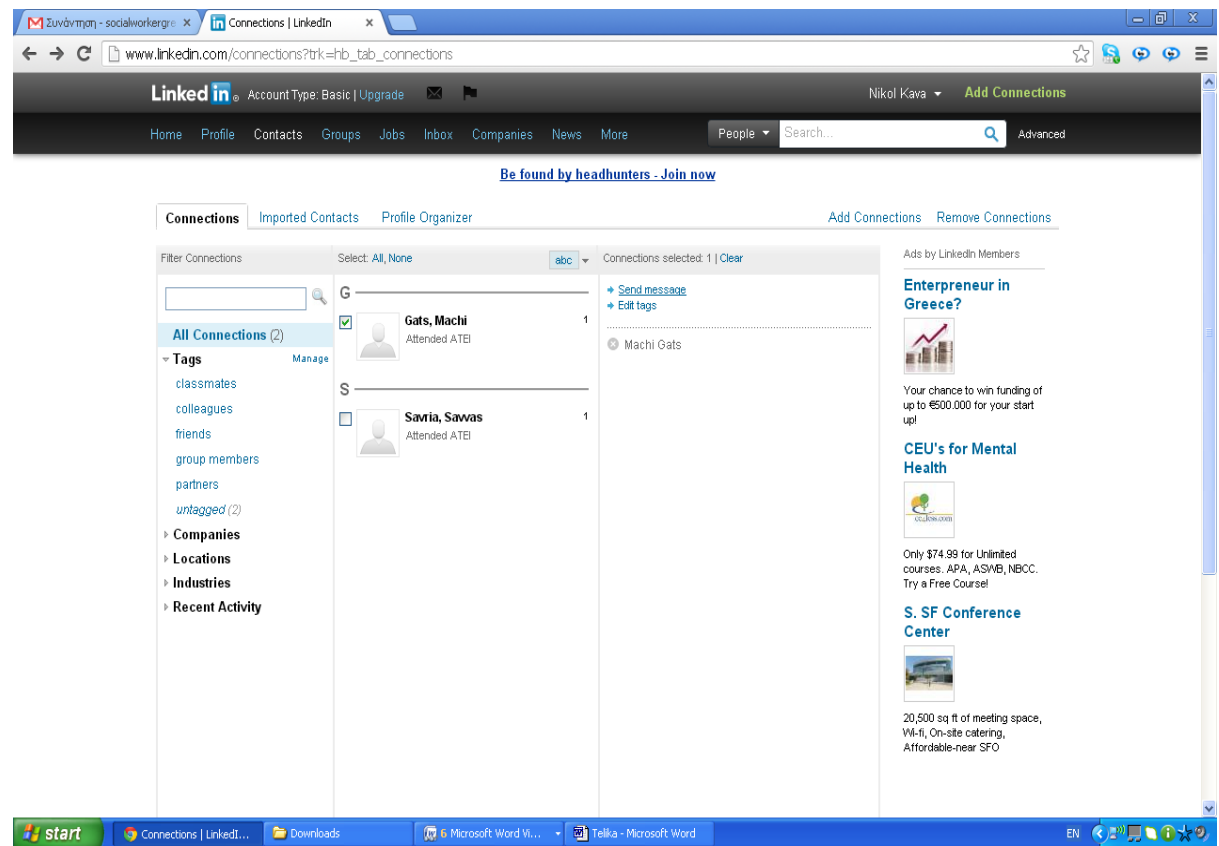 Συνάντηση - socialworkergre
Connections | LinkedIn
www.linkedin.com/connections?trk=hb_tab_connections
Linked in ® Account Type: Basic | Upgrade
Nikol Kava Add Connections
Home Profile Contacts Groups Jobs Inbox Companies News More
People Search... Advanced
Be found by headhunters - Join now
Connections Imported Contacts Profile Organizer
Add Connections Remove Connections
Filter Connections
All Connections (2)
Tags Manage
classmates
colleagues
friends
group members
partners
untagged (2)
Companies
Locations
Industries
Recent Activity
Select: All, None
abc
G
Gats, Machi 1
Attended ATEI
S
Savria, Savvas 1
Attended ATEI
Connections selected: 1 | Clear
Send message
Edit tags
Machi Gats
Ads by LinkedIn Members
Enterpreneur in
Greece?
Your chance to win funding of
up to €500.000 for your start
up!
CEU's for Mental
Health
Only $74.99 for Unlimited
courses. APA, ASWB, NBCC.
Try a Free Course!
S. SF Conference
Center
20,500 sq ft of meeting space,
Wi-fi, On-site catering,
Affordable-near SFO
start
Connections | LinkedI...
Downloads
6 Microsoft Word Vi...
Telika - Microsoft Word
EN